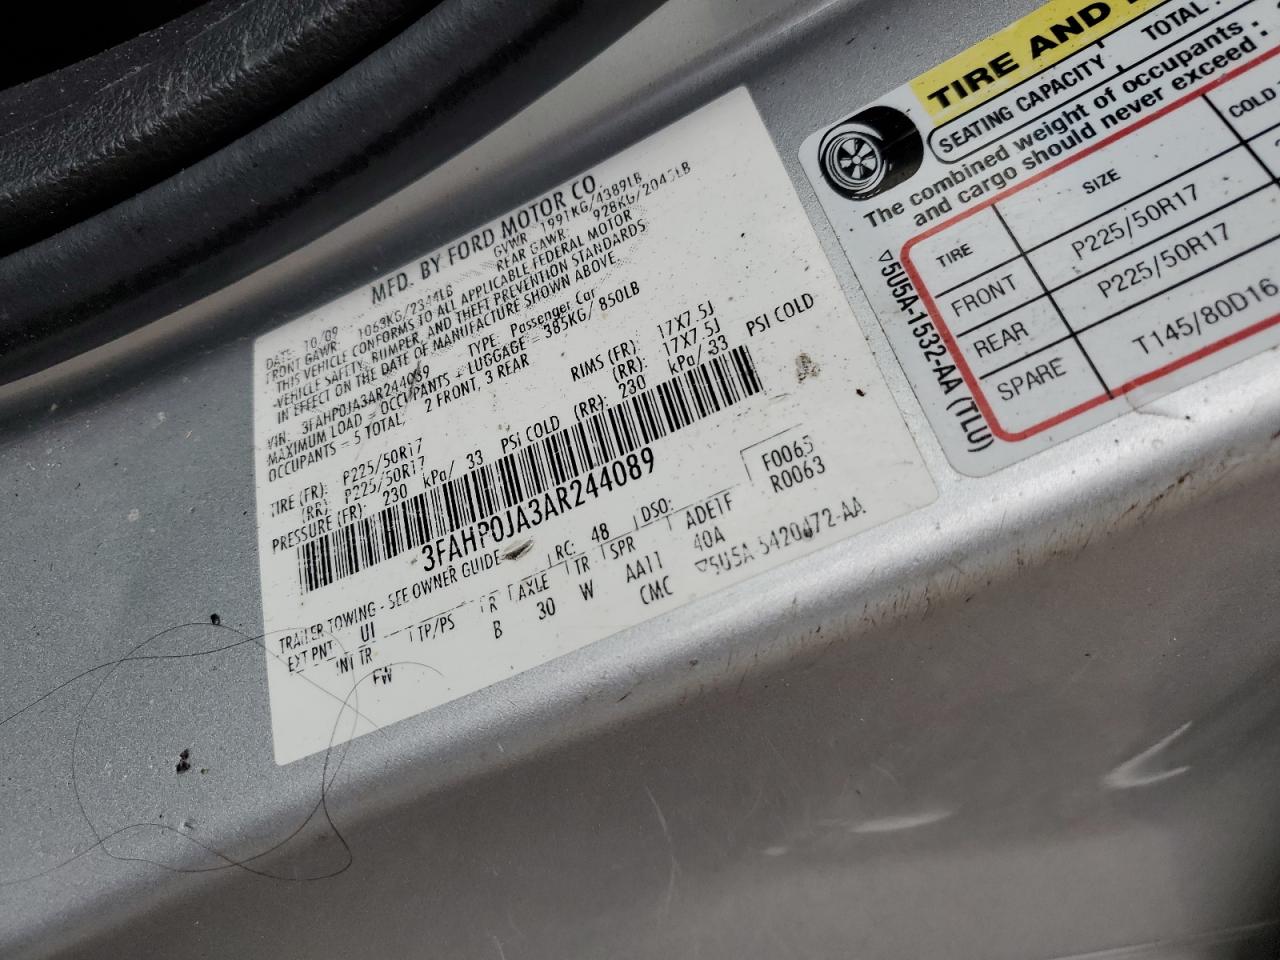 MFD. BY FORD MOTOR CO.
DATE: 10/09 GVWR: 1991KG/4389LB
FRONT GAWR: 1063KG/2344LB REAR GAWR: 928KG/2045LB
THIS VEHICLE CONFORMS TO ALL APPLICABLE FEDERAL MOTOR
VEHICLE SAFETY, BUMPER, AND THEFT PREVENTION STANDARDS
IN EFFECT ON THE DATE OF MANUFACTURE SHOWN ABOVE.
VIN: 3FAHP0JA3AR244089 TYPE: Passenger Car
MAXIMUM LOAD = OCCUPANTS + LUGGAGE = 385KG/ 850LB
OCCUPANTS = 5 TOTAL; 2 FRONT, 3 REAR
TIRE (FR): P225/50R17 RIMS (FR): 17X7.5J
(RR): P225/50R17 (RR): 17X7.5J
PRESSURE (FR): 230 kPa/ 33 PSI COLD (RR): 230 kPa/ 33 PSI COLD
3FAHP0JA3AR244089
TRAILER TOWING - SEE OWNER GUIDE
EXT PNT UI RC: 48 DSO:
INT TR TP/PS R AXLE TR SPR ADETF F0065
FW B 30 W AA11 40A R0063
CMC ▽5U5A-5420472-AA
TIRE AND
SEATING CAPACITY TOTAL
The combined weight of occupants
and cargo should never exceed :
TIRE SIZE COLD
FRONT P225/50R17
REAR P225/50R17
SPARE T145/80D16
▽5U5A-1532-AA (TLU)